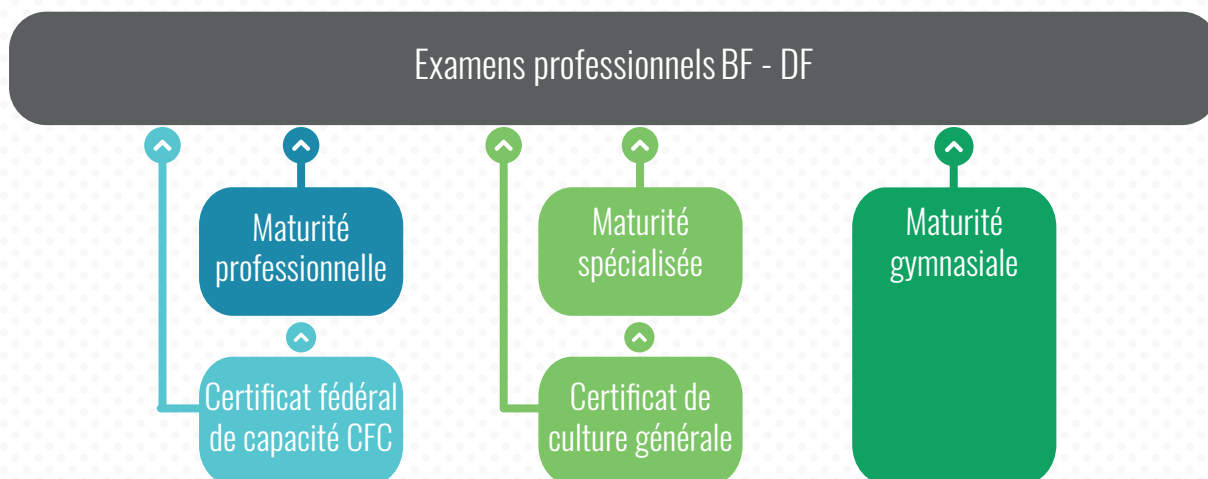 Examens professionnels BF - DF
Maturité
professionnelle
Maturité
spécialisée
Maturité
gymnasiale
Certificat fédéral
de capacité CFC
Certificat de
culture générale